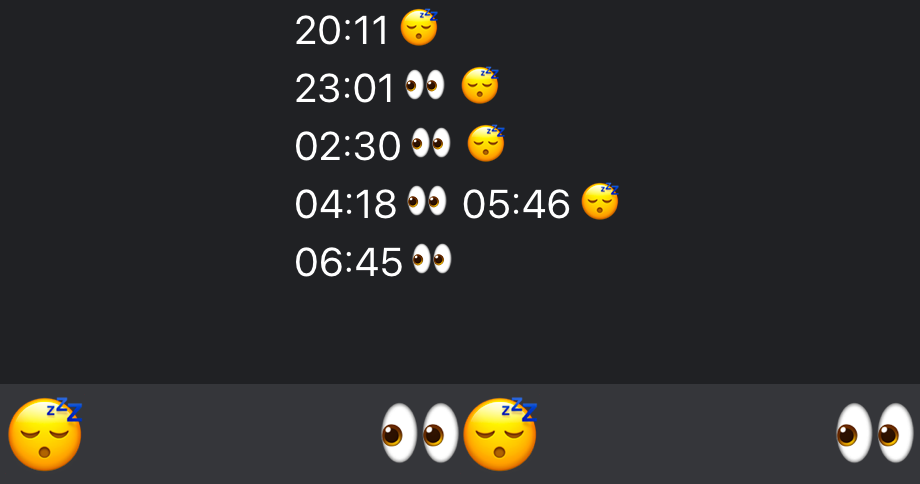 20:11 😴
23:01 👀 😴
02:30 👀 😴
04:18 👀 05:46 😴
06:45 👀
😴 👀😴 👀